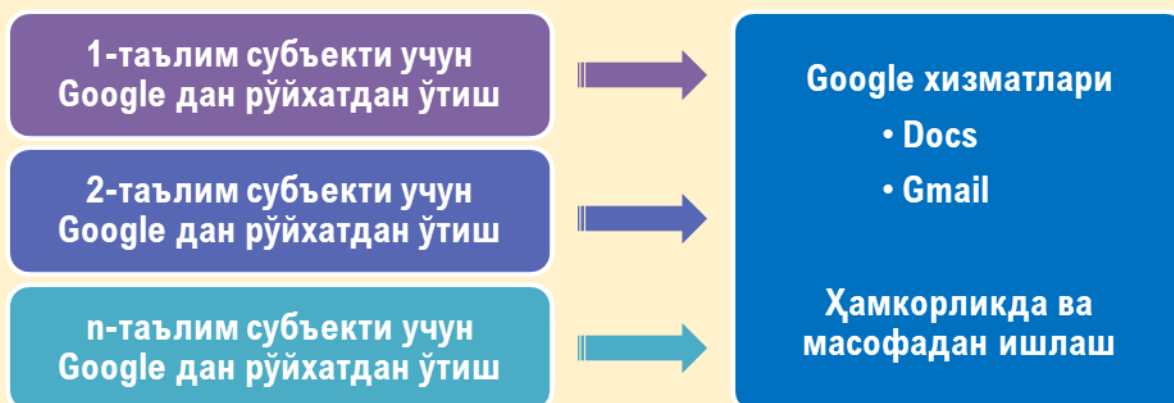 1-таълим субъекти учун
Google дан рўйхатдан ўтиш
2-таълим субъекти учун
Google дан рўйхатдан ўтиш
n-таълим субъекти учун
Google дан рўйхатдан ўтиш
Google хизматлари
• Docs
• Gmail
Ҳамкорликда ва
масофадан ишлаш